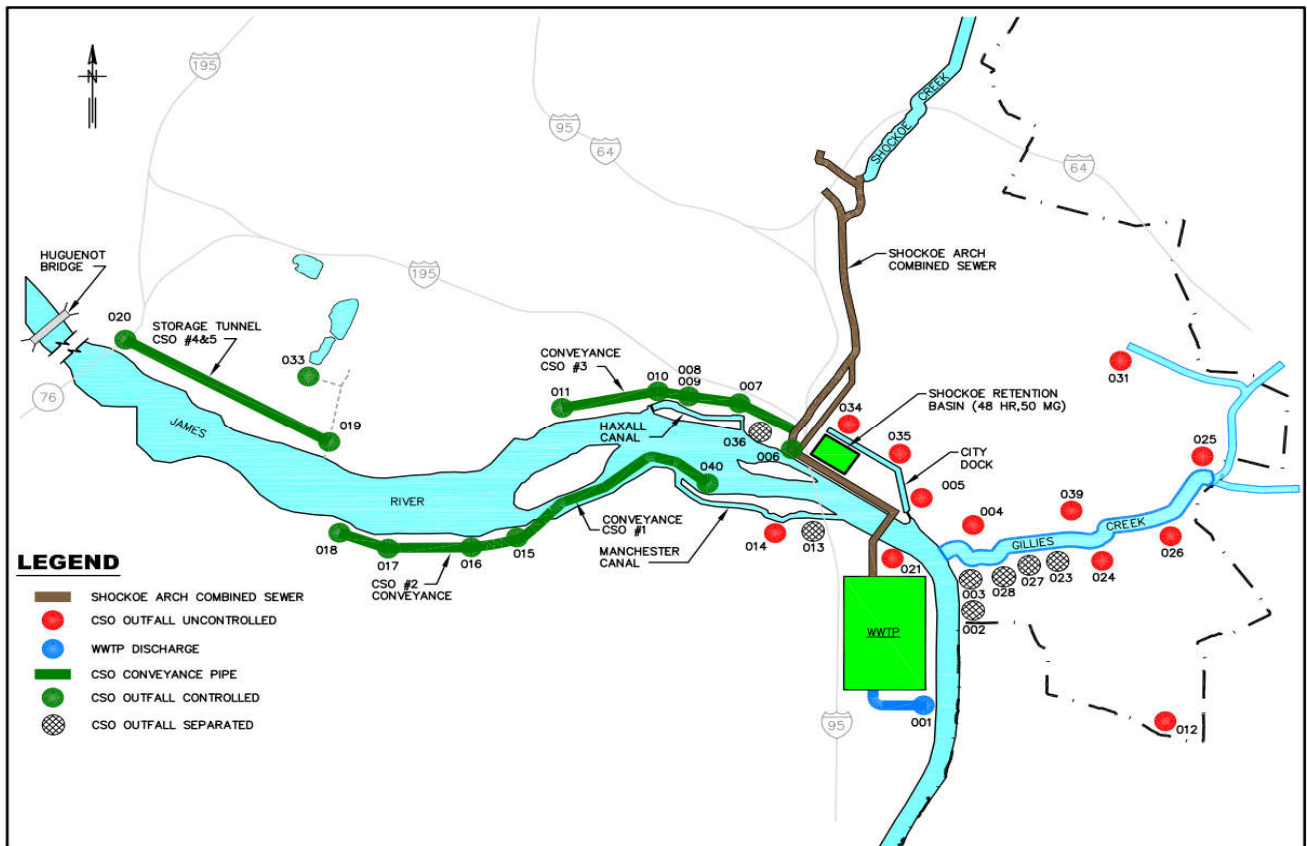 195
N
95
64
SHOCKOE
CREEK
64
HUGUENOT
BRIDGE
SHOCKOE ARCH
COMBINED SEWER
195
020
STORAGE TUNNEL
CSO #4&5
033
76
019
JAMES
RIVER
CONVEYANCE
CSO #3
011
010
008
009
007
HAXALL
CANAL
036
006
034
SHOCKOE RETENTION
BASIN (48 HR,50 MG)
035
CITY
DOCK
005
031
025
004
039
GILLIES
CREEK
026
024
023
027
028
003
002
012
040
CONVEYANCE
CSO #1
MANCHESTER
CANAL
014
013
021
018
017
016
015
CSO #2
CONVEYANCE
WWTP
001
95
LEGEND
SHOCKOE ARCH COMBINED SEWER
CSO OUTFALL UNCONTROLLED
WWTP DISCHARGE
CSO CONVEYANCE PIPE
CSO OUTFALL CONTROLLED
CSO OUTFALL SEPARATED